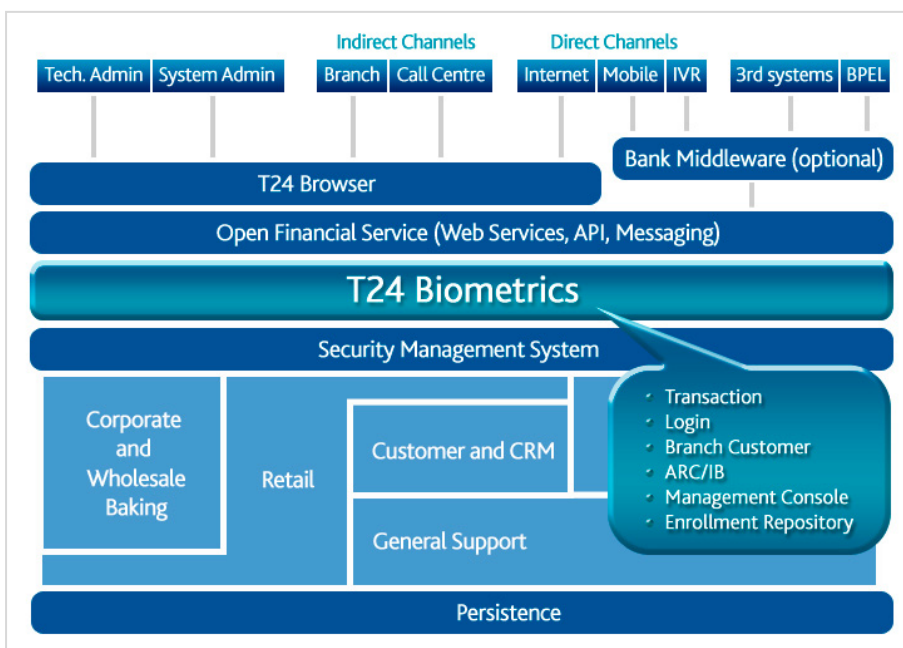 Indirect Channels
Direct Channels
Tech. Admin
System Admin
Branch
Call Centre
Internet
Mobile
IVR
3rd systems
BPEL
Bank Middleware (optional)
T24 Browser
Open Financial Service (Web Services, API, Messaging)
T24 Biometrics
Security Management System
Corporate
and
Wholesale
Baking
Retail
Customer and CRM
General Support
• Transaction
• Login
• Branch Customer
• ARC/IB
• Management Console
• Enrollment Repository
Persistence